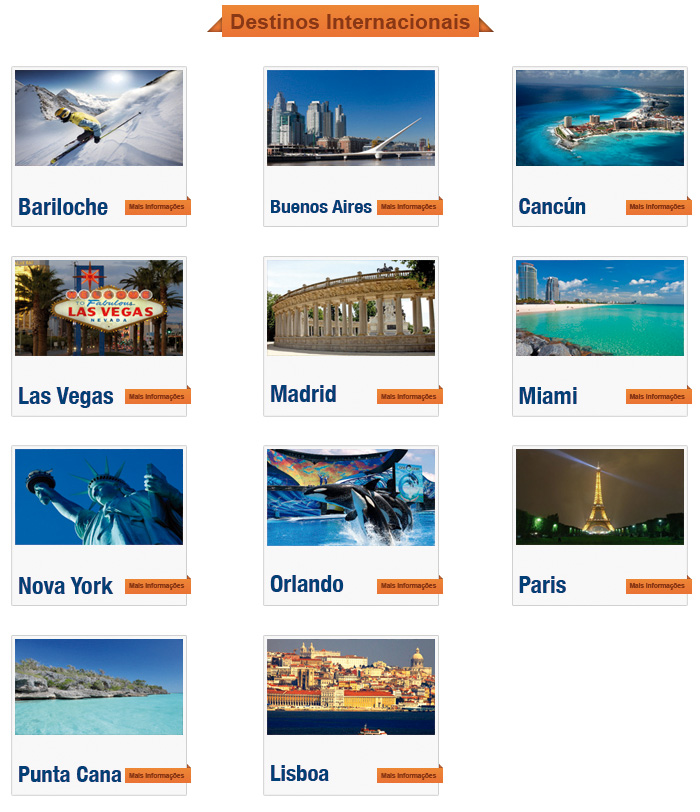 Destinos Internacionais
Bariloche
Mais Informações
Buenos Aires
Mais Informações
Cancún
Mais Informações
WELCOME
TO Fabulous
LAS VEGAS
NEVADA
Las Vegas
Mais Informações
Madrid
Mais Informações
Miami
Mais Informações
Nova York
Mais Informações
Orlando
Mais Informações
Paris
Mais Informações
Punta Cana
Mais Informações
Lisboa
Mais Informações